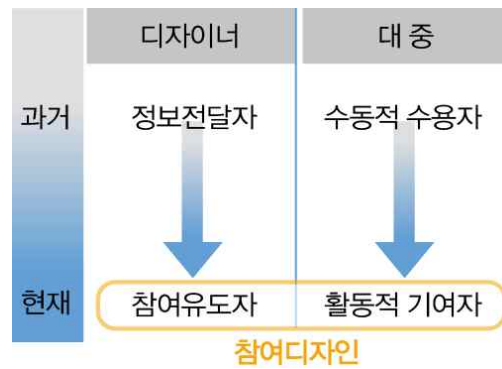 디자이너 대 중
과거 정보전달자 수동적 수용자
현재 참여유도자 활동적 기여자
참여디자인